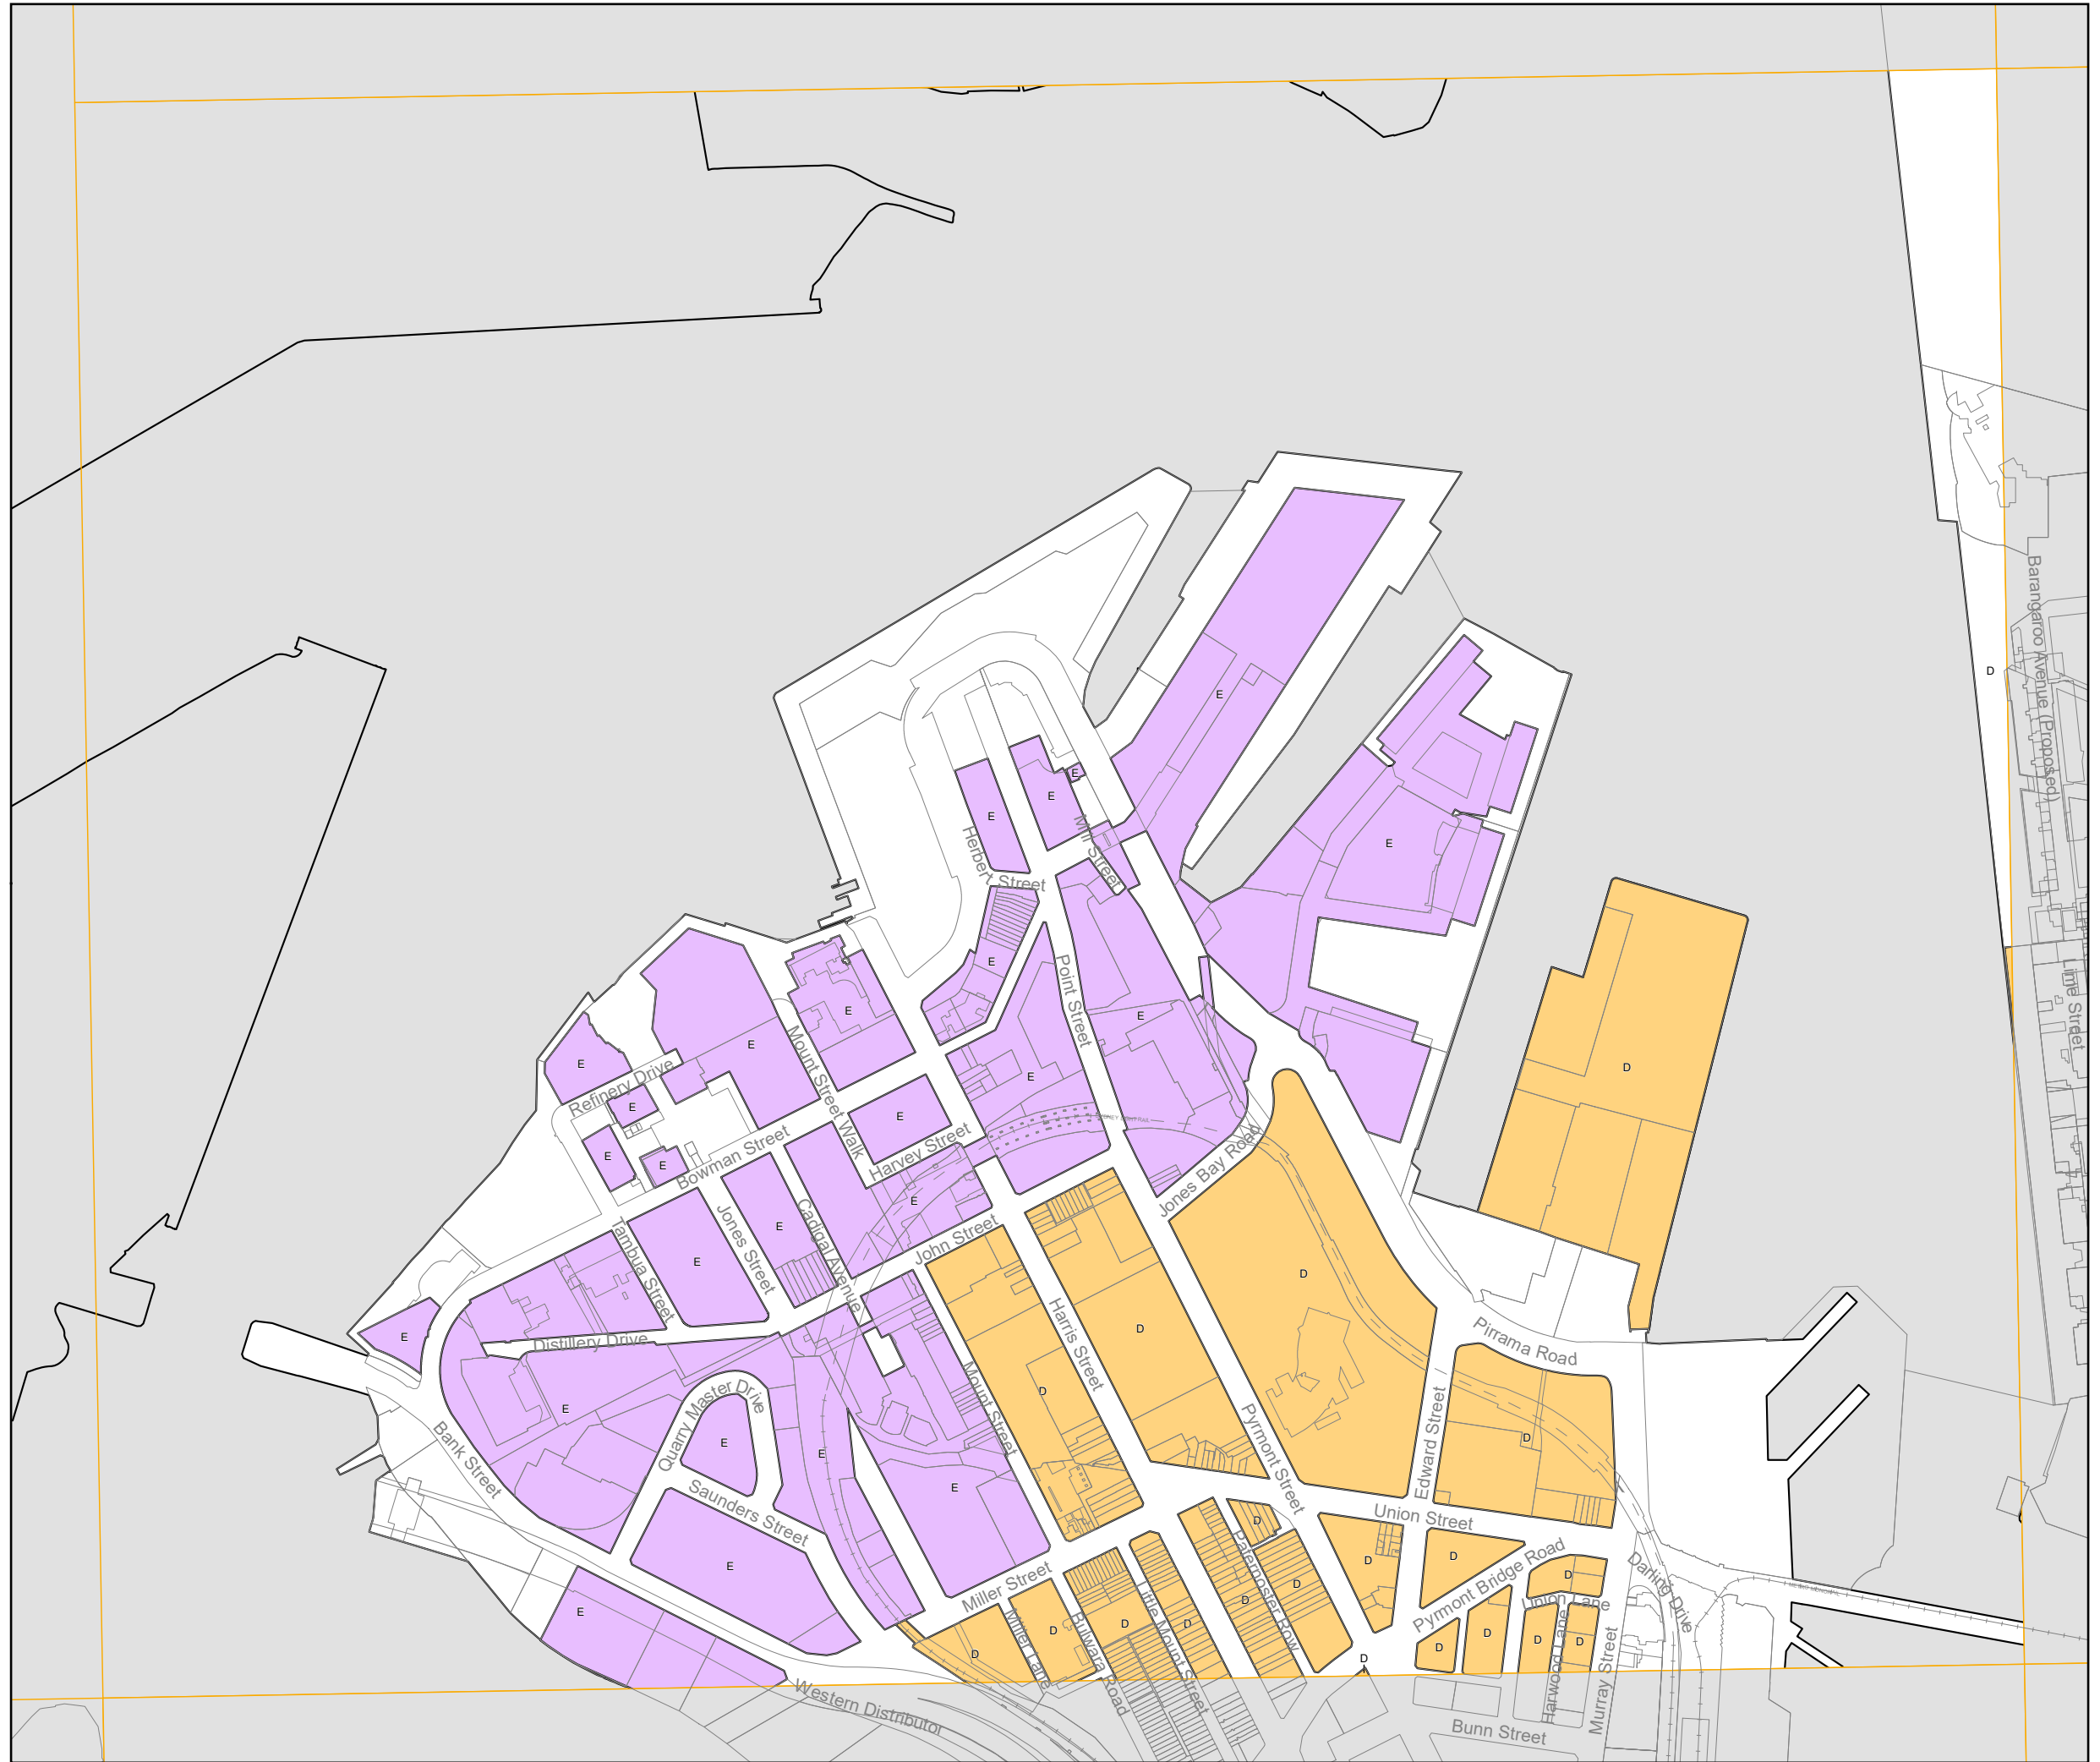 Barangaroo Avenue (Proposed)
D
E
E
E
E
Mill Street
E
E
Herbert Street
E
Point Street
E
E
E
E
D
Lime Street
E
E
Refinery Drive
E
Mount Street Walk
E
E
E
Bowman Street
Harvey Street
Jones Bay Road
E
E
E
John Street
Tambua Street
Jones Street
Cadigal Avenue
D
D
E
Distillery Drive
Harris Street
Pirrama Road
D
Mount Street
Quarry Master Drive
E
E
E
D
Bank Street
Pyrmont Street
Edward Street
E
Saunders Street
Union Street
D
D
D
D
Paternoster Row
Pyrmont Bridge Road
D
Darling Drive
E
E
Miller Street
Union Lane
D
D
D
D
D
D
D
D
D
D
Miller Lane
Bulwara Road
Little Mount Street
Harwood Lane
Murray Street
Western Distributor
Bunn Street